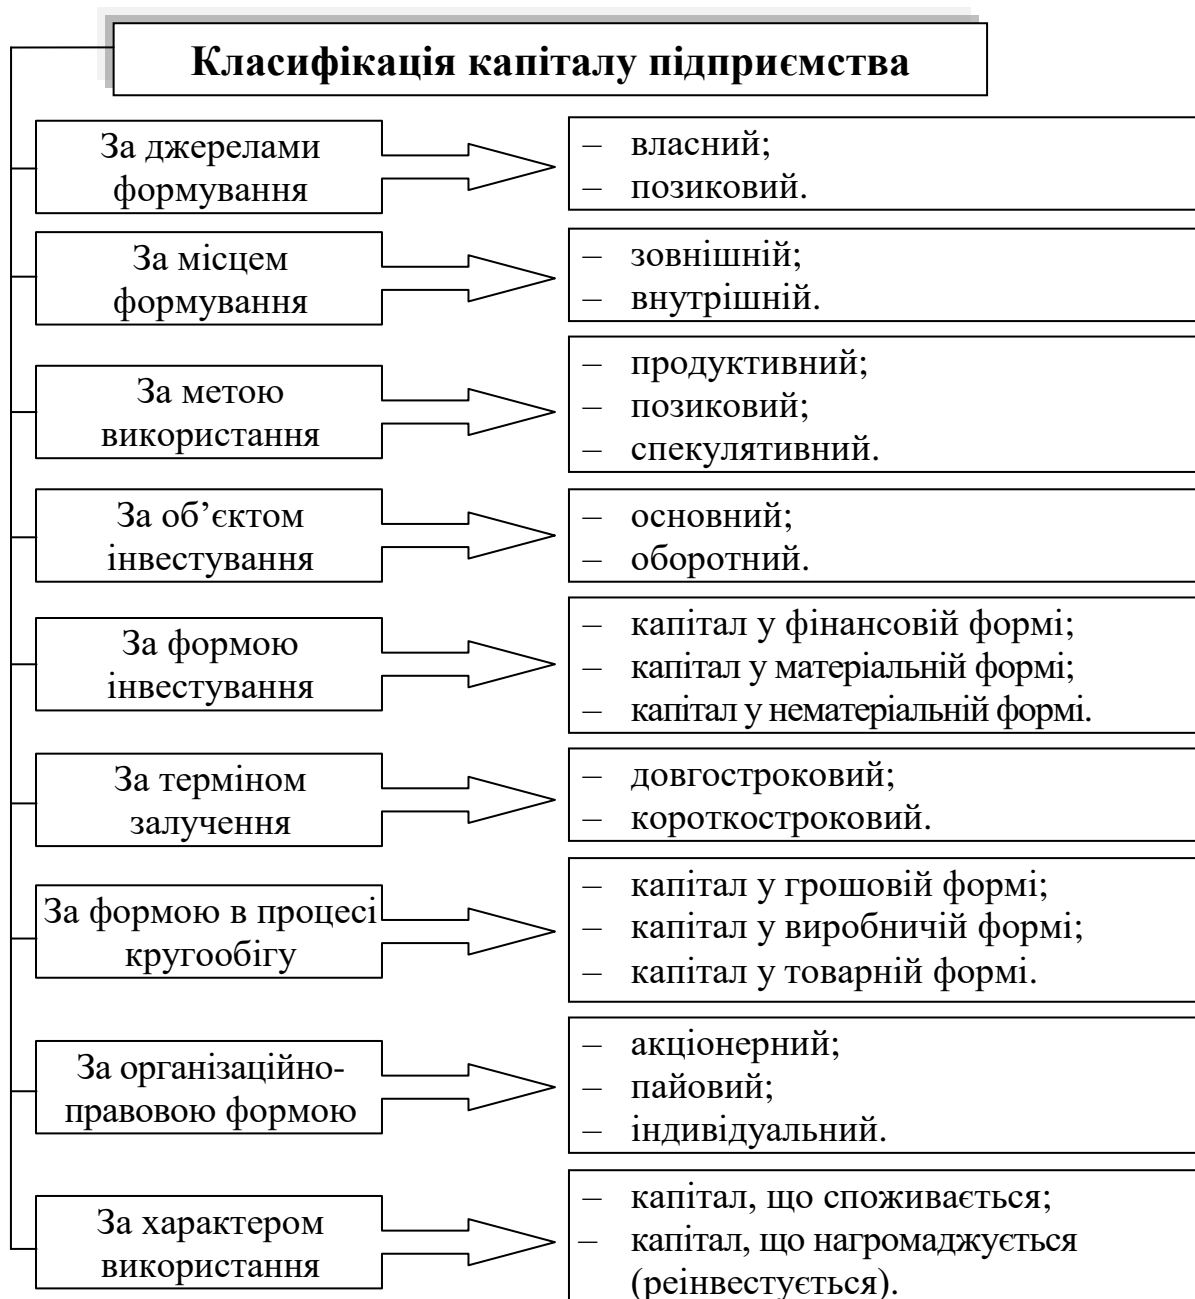 Класифікація капіталу підприємства
За джерелами
формування
– власний;
– позиковий.
За місцем
формування
– зовнішній;
– внутрішній.
За метою
використання
– продуктивний;
– позиковий;
– спекулятивний.
За об’єктом
інвестування
– основний;
– оборотний.
За формою
інвестування
– капітал у фінансовій формі;
– капітал у матеріальній формі;
– капітал у нематеріальній формі.
За терміном
залучення
– довгостроковий;
– короткостроковий.
За формою в процесі
кругообігу
– капітал у грошовій формі;
– капітал у виробничій формі;
– капітал у товарній формі.
За організаційно-
правовою формою
– акціонерний;
– пайовий;
– індивідуальний.
За характером
використання
– капітал, що споживається;
– капітал, що нагромаджується
(реінвестується).